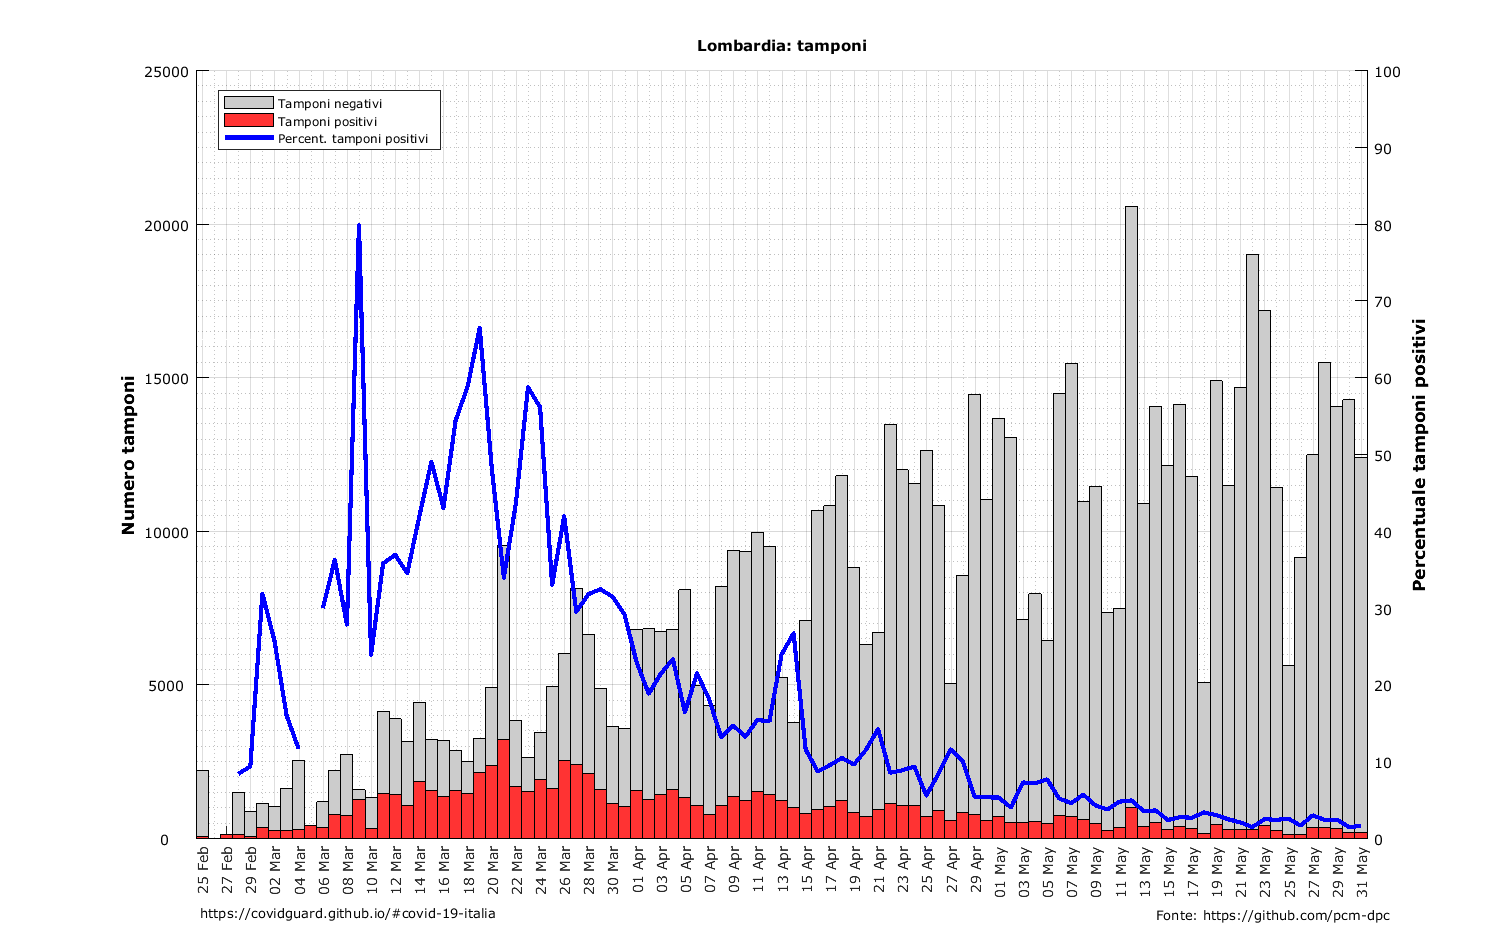 Lombardia: tamponi
Tamponi negativi
Tamponi positivi
Percent. tamponi positivi
Numero tamponi
25000
20000
15000
10000
5000
0
100
90
80
70
60
50
40
30
20
10
0
Percentuale tamponi positivi
25 Feb
27 Feb
29 Feb
02 Mar
04 Mar
06 Mar
08 Mar
10 Mar
12 Mar
14 Mar
16 Mar
18 Mar
20 Mar
22 Mar
24 Mar
26 Mar
28 Mar
30 Mar
01 Apr
03 Apr
05 Apr
07 Apr
09 Apr
11 Apr
13 Apr
15 Apr
17 Apr
19 Apr
21 Apr
23 Apr
25 Apr
27 Apr
29 Apr
01 May
03 May
05 May
07 May
09 May
11 May
13 May
15 May
17 May
19 May
21 May
23 May
25 May
27 May
29 May
31 May
https://covidguard.github.io/#covid-19-italia
Fonte: https://github.com/pcm-dpc